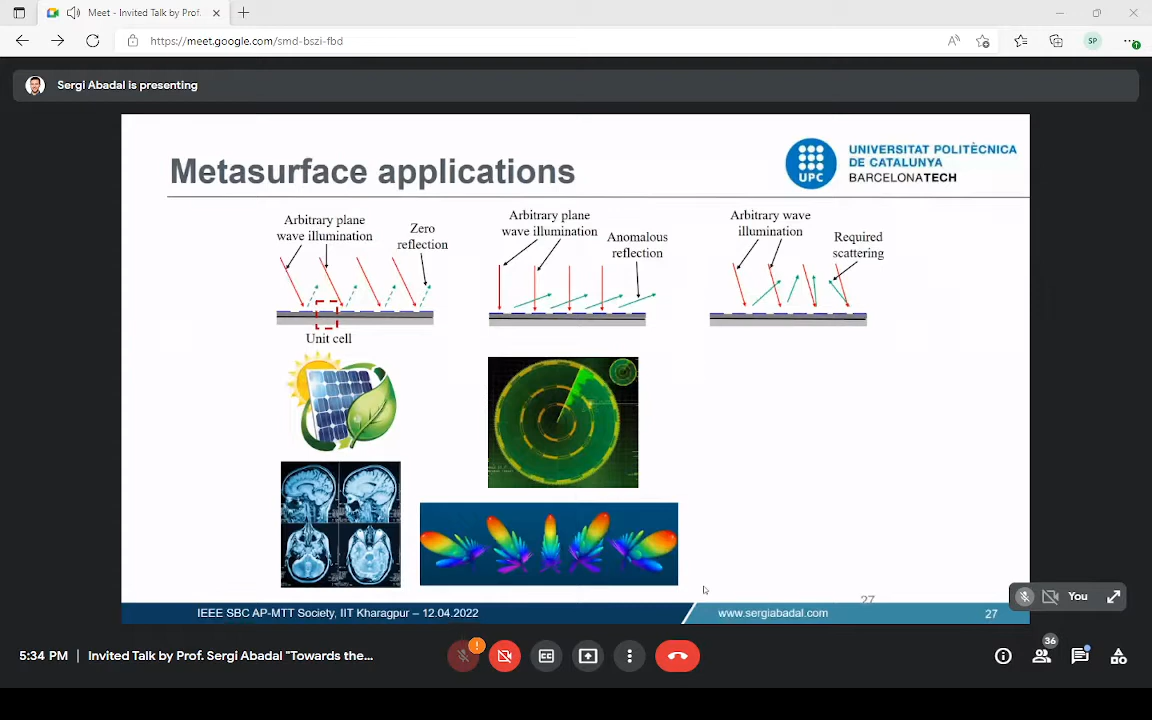 Meet - Invited Talk by Prof.
https://meet.google.com/smd-bszi-fbd
SP
Sergi Abadal is presenting
Metasurface applications
UPC
UNIVERSITAT POLITÈCNICA
DE CATALUNYA
BARCELONATECH
Arbitrary plane
wave illumination
Zero
reflection
Unit cell
Arbitrary plane
wave illumination
Anomalous
reflection
Arbitrary wave
illumination
Required
scattering
27
IEEE SBC AP-MTT Society, IIT Kharagpur – 12.04.2022
www.sergiabadal.com
27
You
5:34 PM | Invited Talk by Prof. Sergi Abadal "Towards the...
CC
36